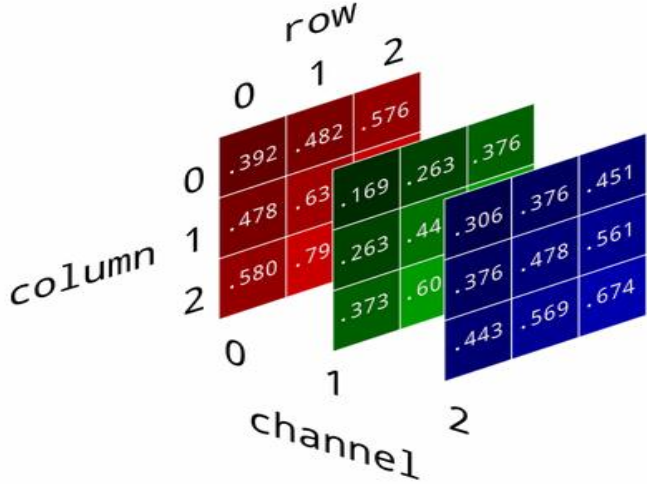 row
0 1 2
0 .392 .482 .576
1 .478 .63
2 .580 .79
column
.169 .263 .376
.263 .44
.373 .60
.306 .376 .451
.376 .478 .561
.443 .569 .674
0
1
2
channel